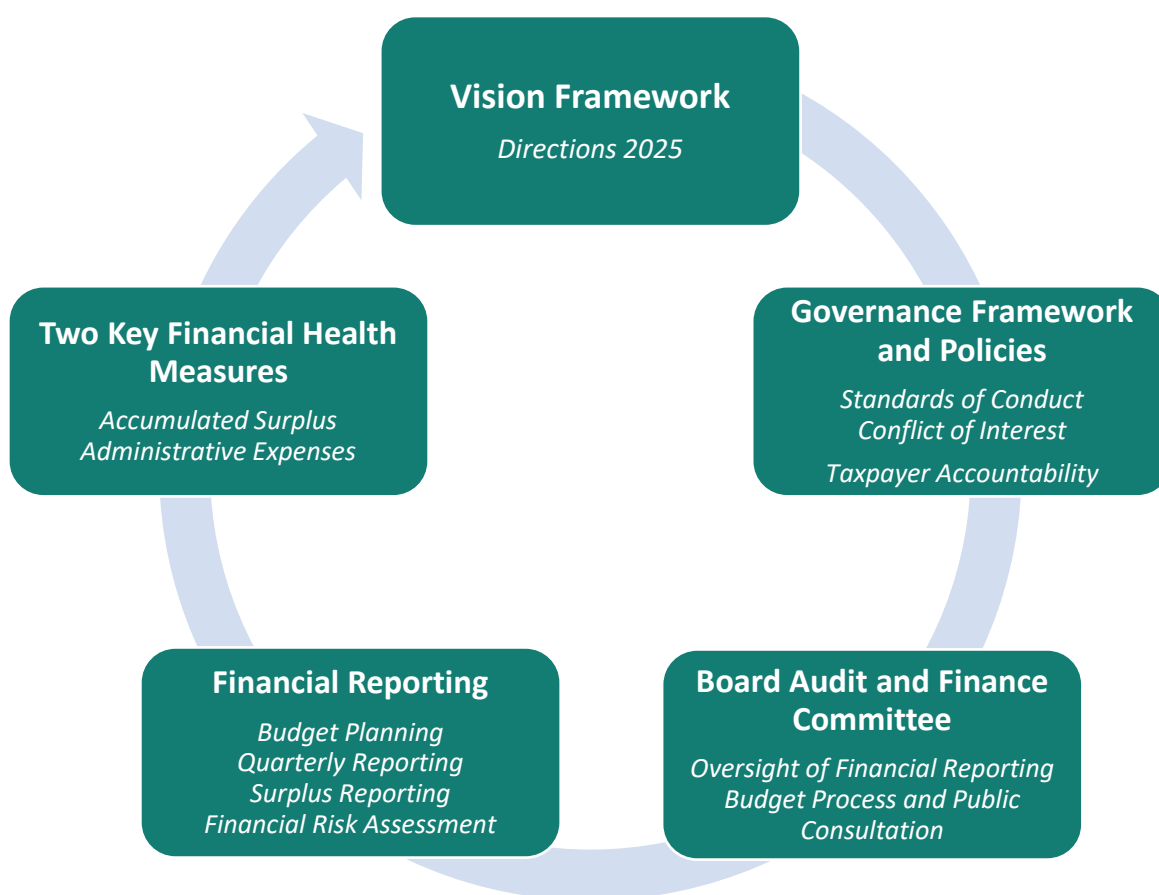 Vision Framework
Directions 2025
Governance Framework
and Policies
Standards of Conduct
Conflict of Interest
Taxpayer Accountability
Board Audit and Finance
Committee
Oversight of Financial Reporting
Budget Process and Public
Consultation
Financial Reporting
Budget Planning
Quarterly Reporting
Surplus Reporting
Financial Risk Assessment
Two Key Financial Health
Measures
Accumulated Surplus
Administrative Expenses